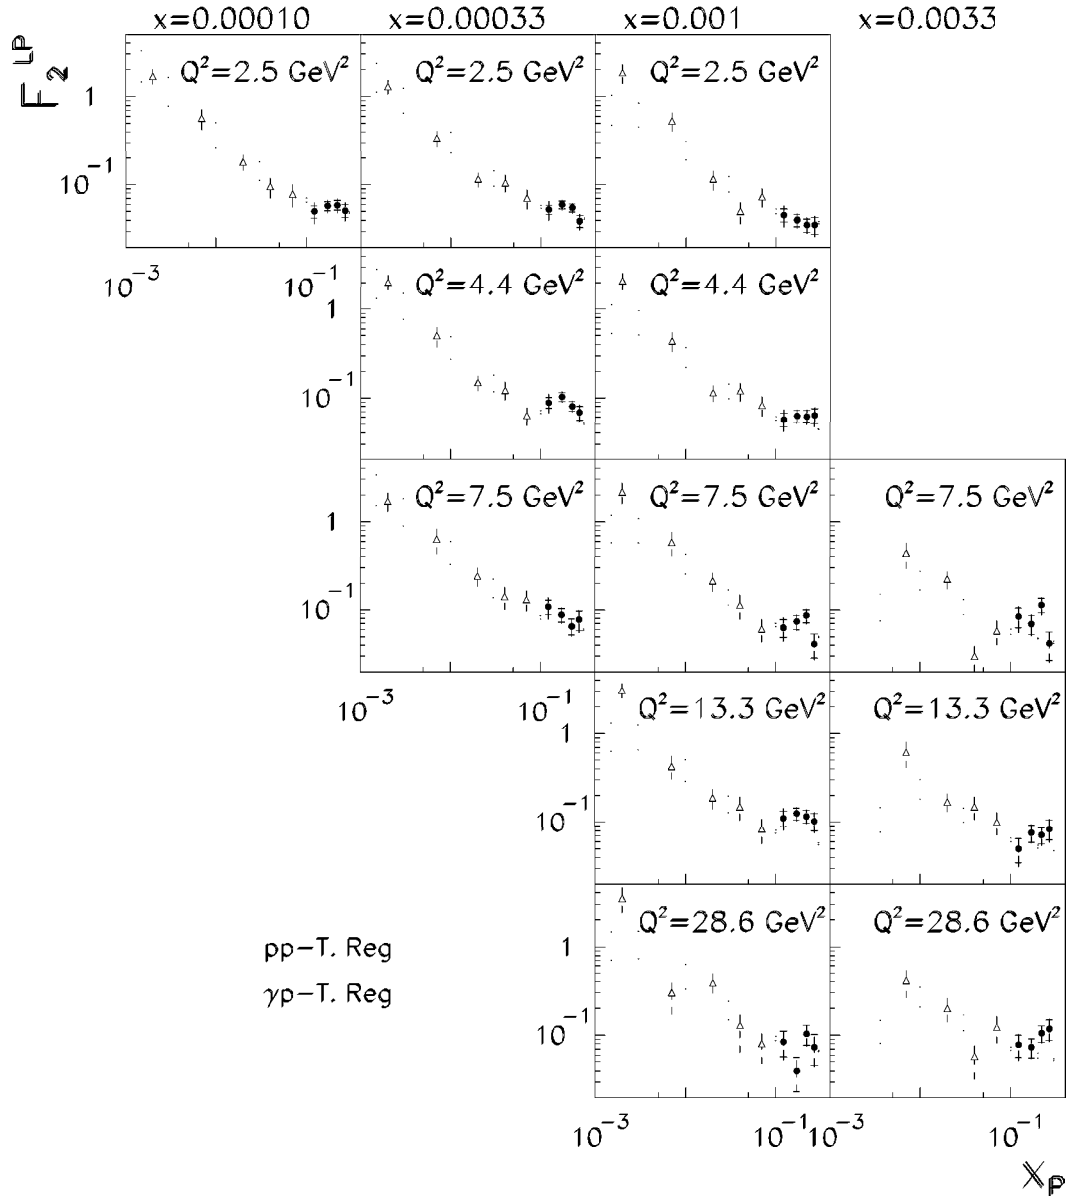 x=0.00010 x=0.00033 x=0.001 x=0.0033
F₂ᴸᴾ
Q²=2.5 GeV² Q²=2.5 GeV² Q²=2.5 GeV²
1
10⁻¹
10⁻³ 10⁻¹
Q²=4.4 GeV² Q²=4.4 GeV²
1
10⁻¹
Q²=7.5 GeV² Q²=7.5 GeV² Q²=7.5 GeV²
1
10⁻¹
10⁻³ 10⁻¹
Q²=13.3 GeV² Q²=13.3 GeV²
1
10⁻¹
Q²=28.6 GeV² Q²=28.6 GeV²
pp-T. Reg
1
γp-T. Reg
10⁻¹
10⁻³ 10⁻¹ 10⁻³ 10⁻¹
x_P